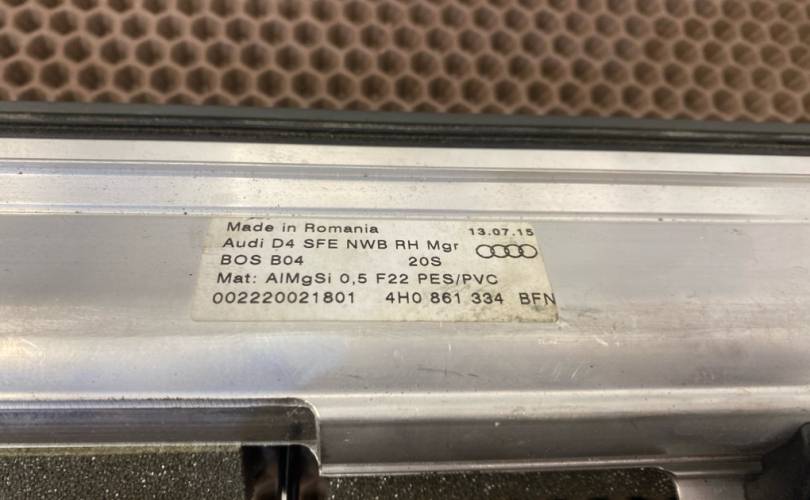 Made in Romania 13.07.15
Audi D4 SFE NWB RH Mgr
BOS B04 20S
Mat: AlMgSi 0,5 F22 PES/PVC
002220021801 4H0 861 334 BFN